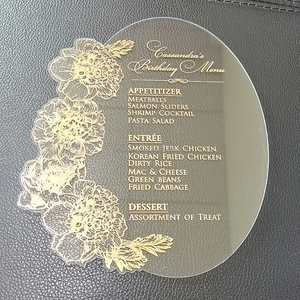 Cassandra's
Birthday Menu
APPETITIZER
MEATBALLS
SALMON SLIDERS
SHRIMP COCKTAIL
PASTA SALAD
ENTRÉE
SMOKED JERK CHICKEN
KOREAN FRIED CHICKEN
DIRTY RICE
MAC & CHEESE
GREEN BEANS
FRIED CABBAGE
DESSERT
ASSORTMENT OF TREAT